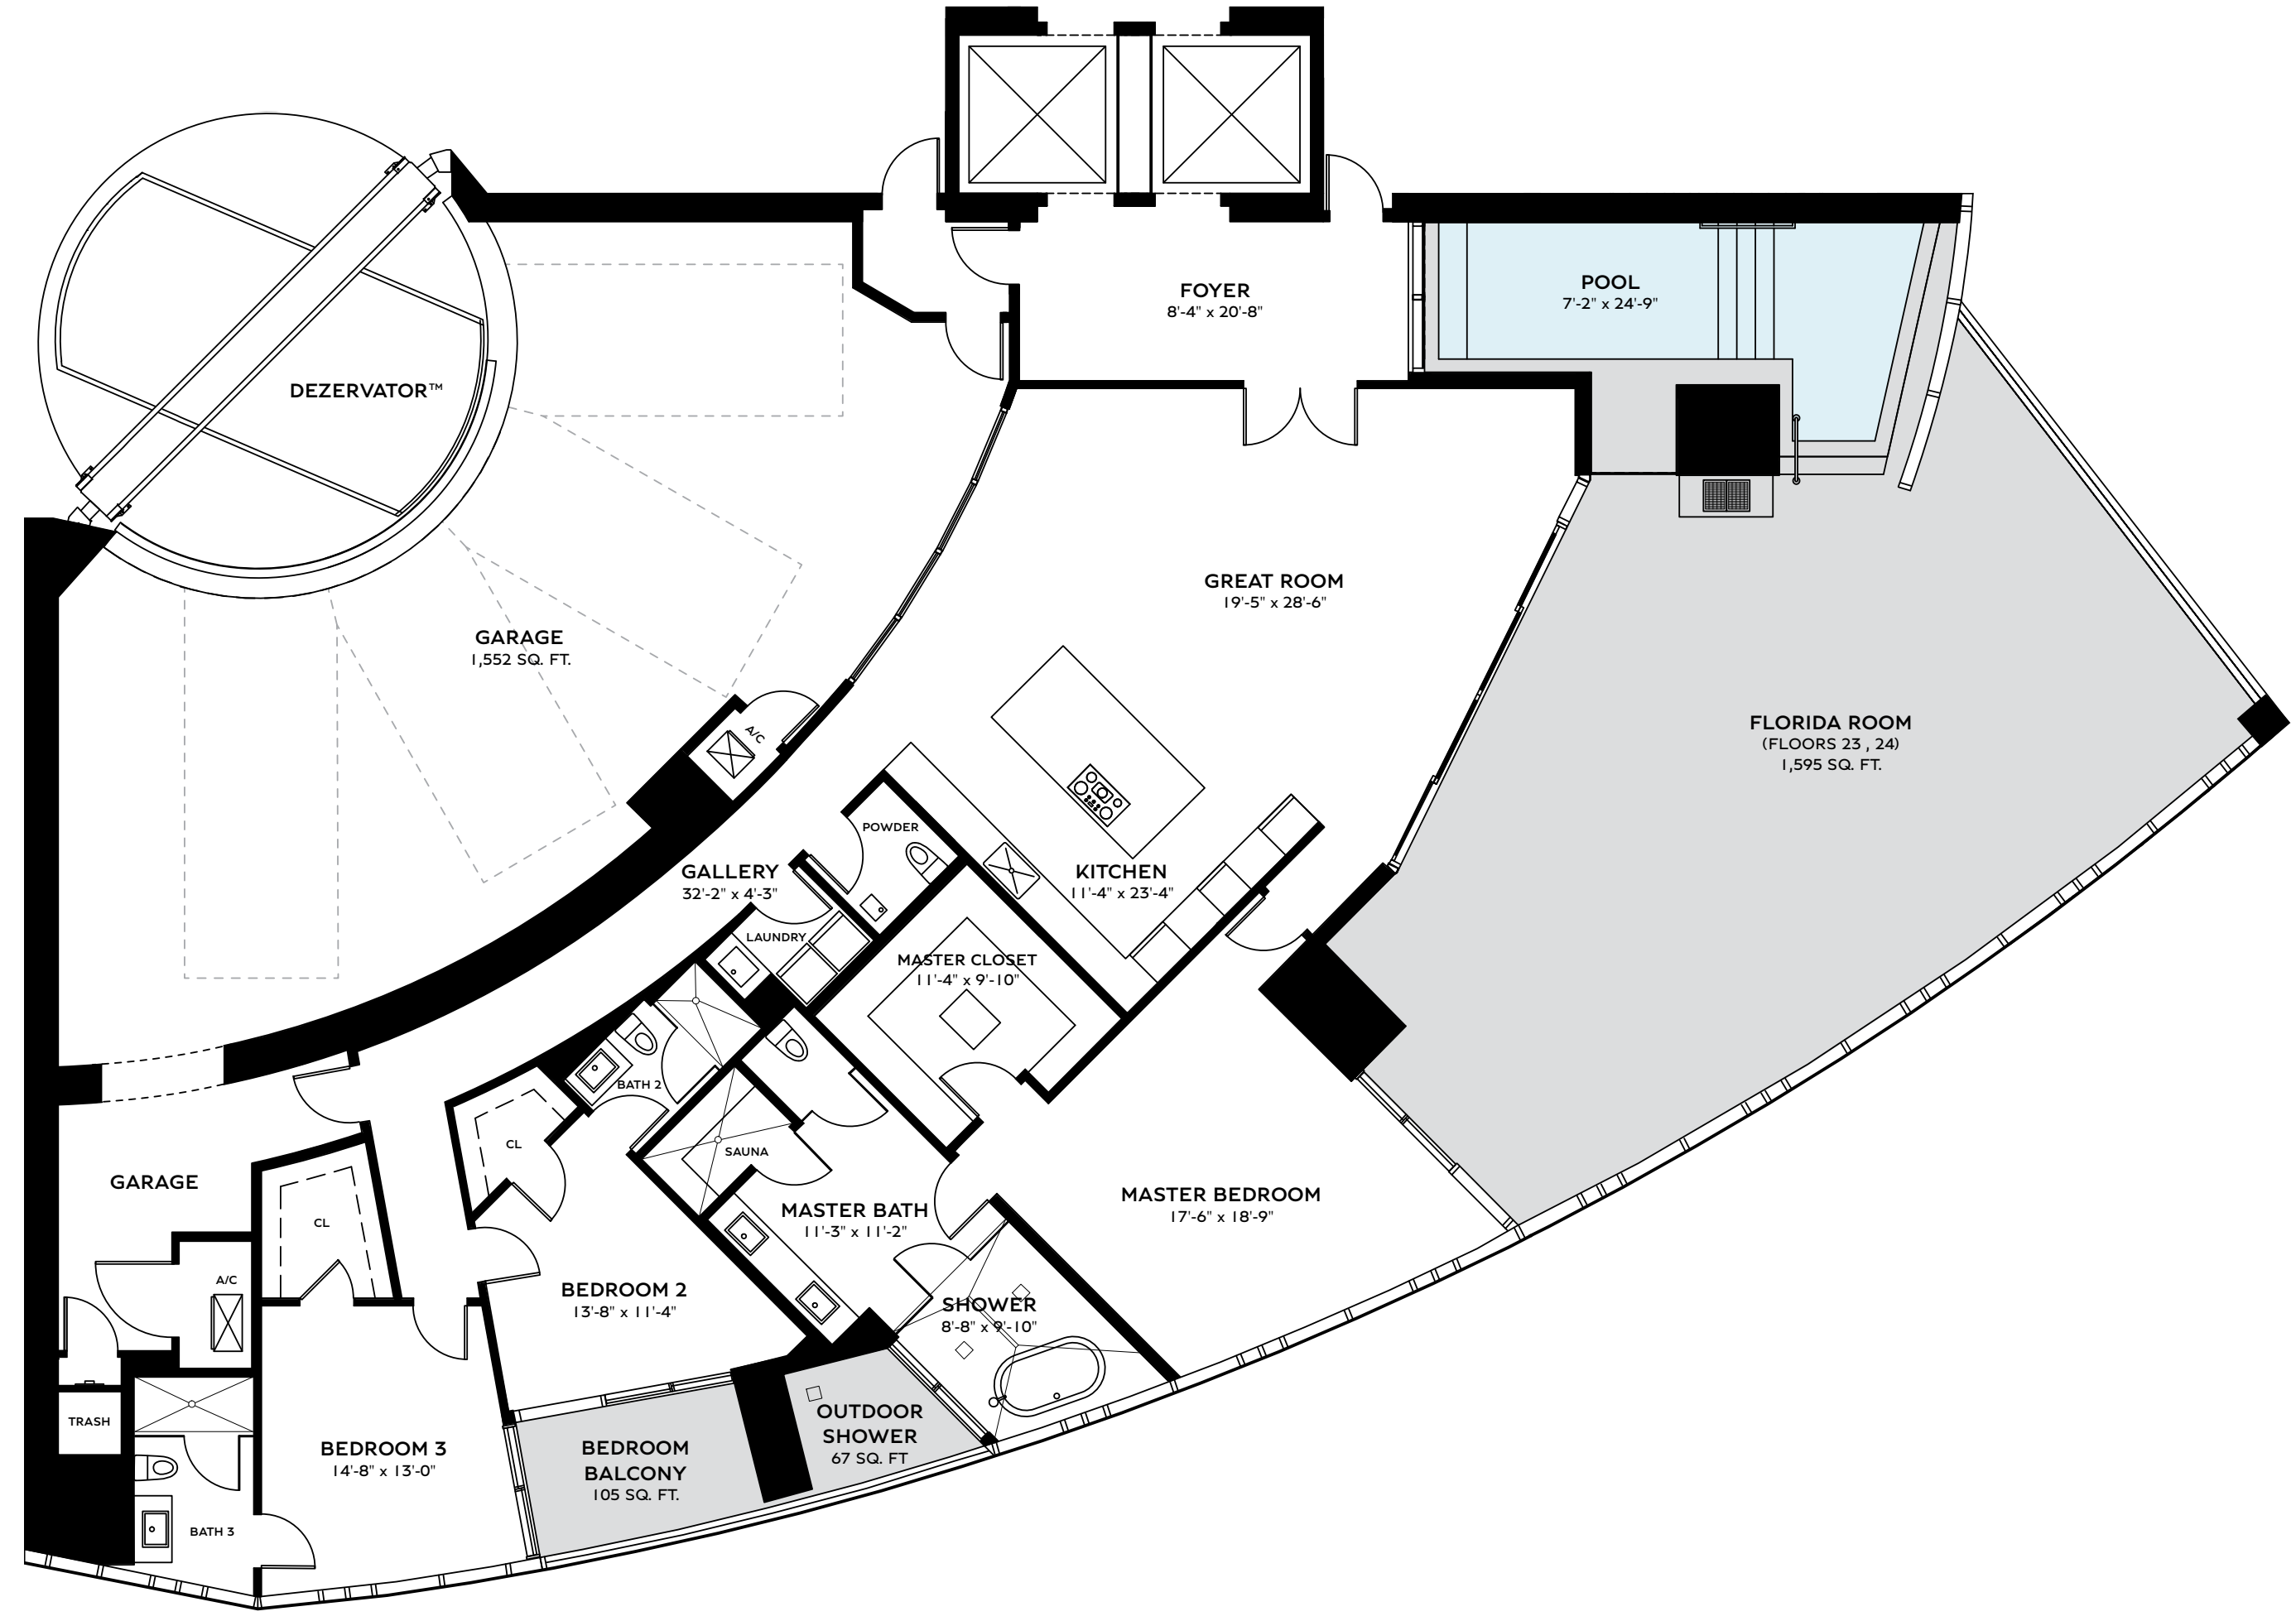 FOYER
8'-4" x 20'-8"
POOL
7'-2" x 24'-9"
DEZERVATOR™
GREAT ROOM
19'-5" x 28'-6"
GARAGE
1,552 SQ. FT.
FLORIDA ROOM
(FLOORS 23 , 24)
1,595 SQ. FT.
A/C
POWDER
GALLERY
32'-2" x 4'-3"
KITCHEN
11'-4" x 23'-4"
LAUNDRY
MASTER CLOSET
11'-4" x 9'-10"
BATH 2
CL
SAUNA
GARAGE
MASTER BEDROOM
17'-6" x 18'-9"
MASTER BATH
11'-3" x 11'-2"
CL
A/C
BEDROOM 2
13'-8" x 11'-4"
SHOWER
8'-8" x 9'-10"
TRASH
OUTDOOR
SHOWER
67 SQ. FT
BEDROOM 3
14'-8" x 13'-0"
BEDROOM
BALCONY
105 SQ. FT.
BATH 3